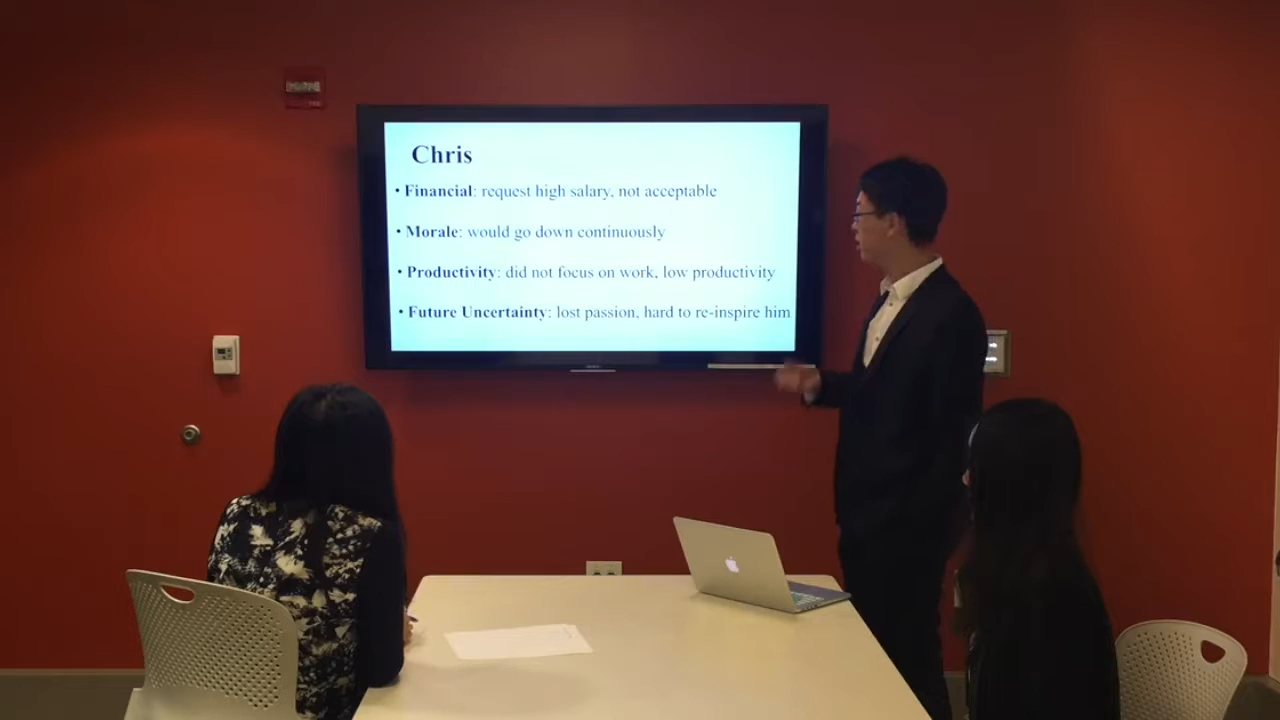 Chris
• Financial: request high salary, not acceptable
• Morale: would go down continuously
• Productivity: did not focus on work, low productivity
• Future Uncertainty: lost passion, hard to re-inspire him